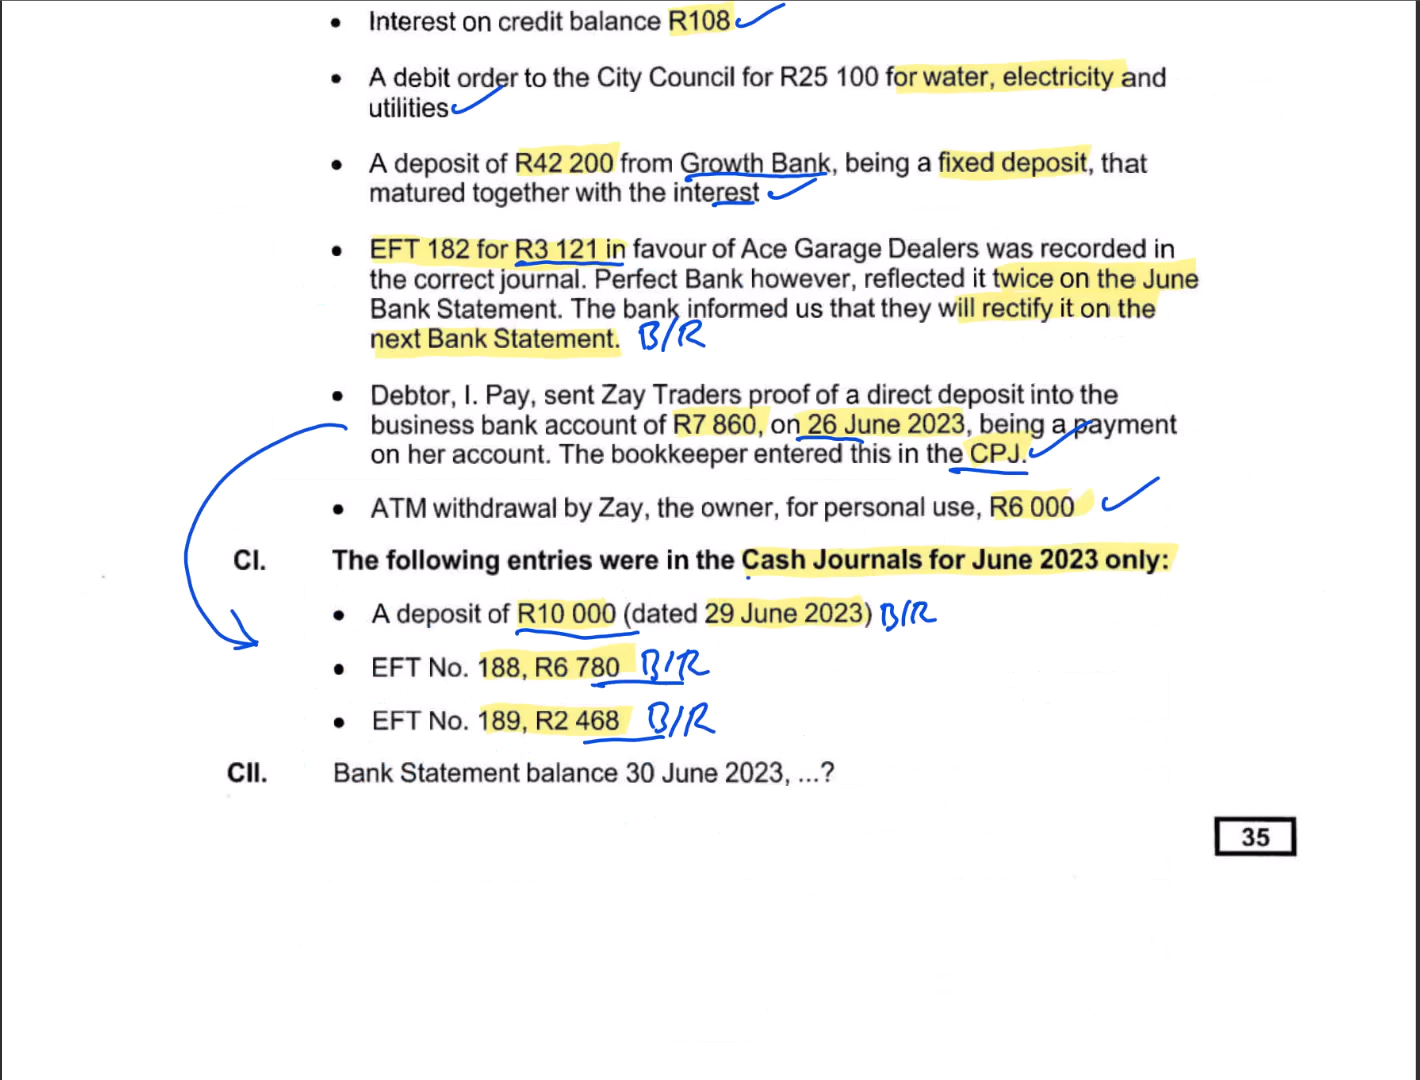 • Interest on credit balance R108
• A debit order to the City Council for R25 100 for water, electricity and
utilities
• A deposit of R42 200 from Growth Bank, being a fixed deposit, that
matured together with the interest
• EFT 182 for R3 121 in favour of Ace Garage Dealers was recorded in
the correct journal. Perfect Bank however, reflected it twice on the June
Bank Statement. The bank informed us that they will rectify it on the
next Bank Statement. B/R
• Debtor, I. Pay, sent Zay Traders proof of a direct deposit into the
business bank account of R7 860, on 26 June 2023, being a payment
on her account. The bookkeeper entered this in the CPJ.
• ATM withdrawal by Zay, the owner, for personal use, R6 000
CI. The following entries were in the Cash Journals for June 2023 only:
• A deposit of R10 000 (dated 29 June 2023) B/R
• EFT No. 188, R6 780 B/R
• EFT No. 189, R2 468 B/R
CII. Bank Statement balance 30 June 2023, ...?
35